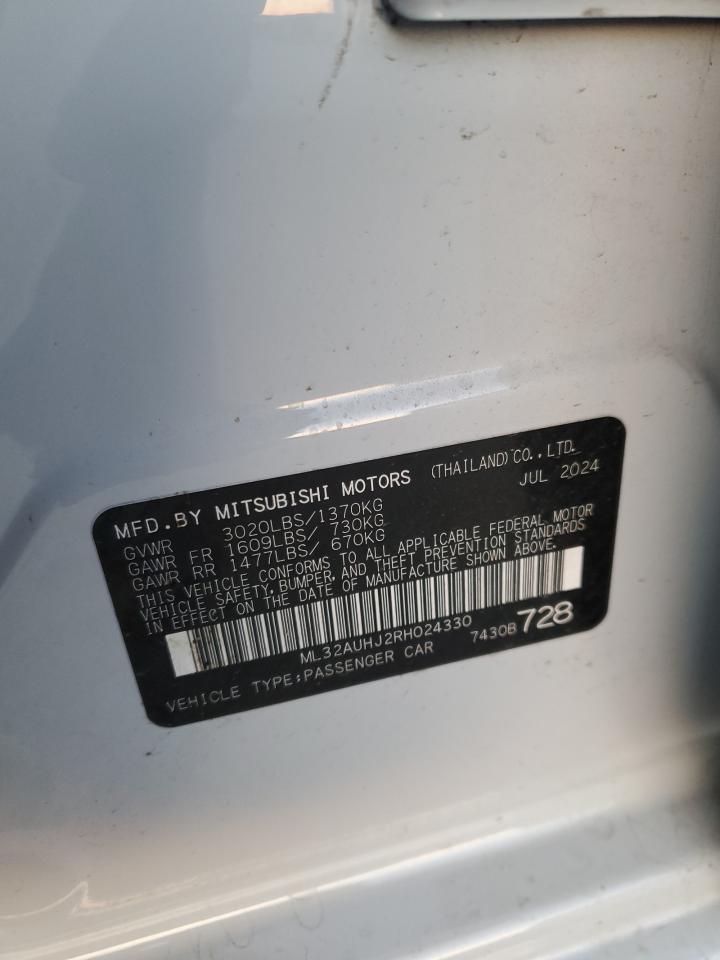 MFD.BY MITSUBISHI MOTORS (THAILAND)CO.,LTD.
JUL 2024
GVWR 3020LBS/1370KG
GAWR FR 1609LBS/ 730KG
GAWR RR 1477LBS/ 670KG
THIS VEHICLE CONFORMS TO ALL APPLICABLE FEDERAL MOTOR
VEHICLE SAFETY,BUMPER,AND THEFT PREVENTION STANDARDS
IN EFFECT ON THE DATE OF MANUFACTURE SHOWN ABOVE.
ML32AUHJ2RH024330
7430B 728
VEHICLE TYPE:PASSENGER CAR